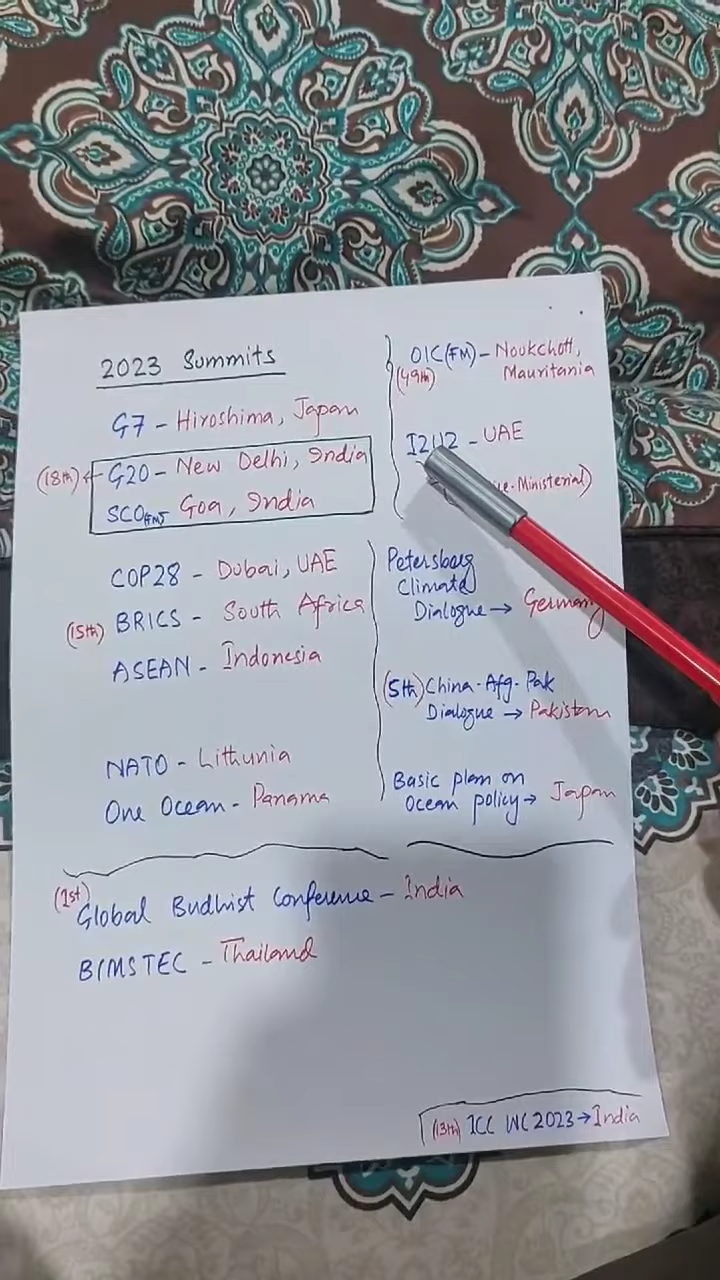 2023 Summits
G7 - Hiroshima, Japan
(18th) G20 - New Delhi, India
SCO(FM) Goa, India
COP28 - Dubai, UAE
(15th) BRICS - South Africa
ASEAN - Indonesia
NATO - Lithunia
One Ocean - Panama
OIC(FM) - Noukchott,
(49th) Mauritania
I2U2 - UAE
-Ministerial)
Petersberg
Climate
Dialogue → Germany
(5th) China-Afg-Pak
Dialogue → Pakistan
Basic plan on
Ocean policy → Japan
(1st) Global Budhist Conference - India
BIMSTEC - Thailand
(13th) ICC WC 2023 → India